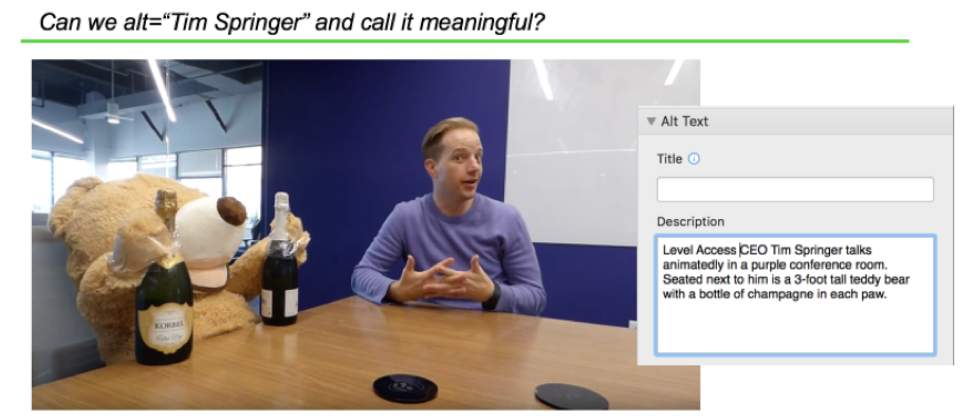 Can we alt=“Tim Springer” and call it meaningful?
Alt Text
Title
Description
Level Access CEO Tim Springer talks
animatedly in a purple conference room.
Seated next to him is a 3-foot tall teddy bear
with a bottle of champagne in each paw.
KORBEL